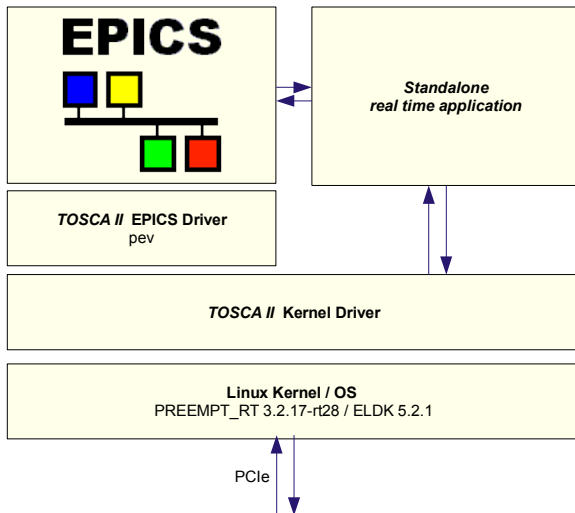 EPICS
Standalone
real time application
TOSCA II EPICS Driver
pev
TOSCA II Kernel Driver
Linux Kernel / OS
PREEMPT_RT 3.2.17-rt28 / ELDK 5.2.1
PCIe